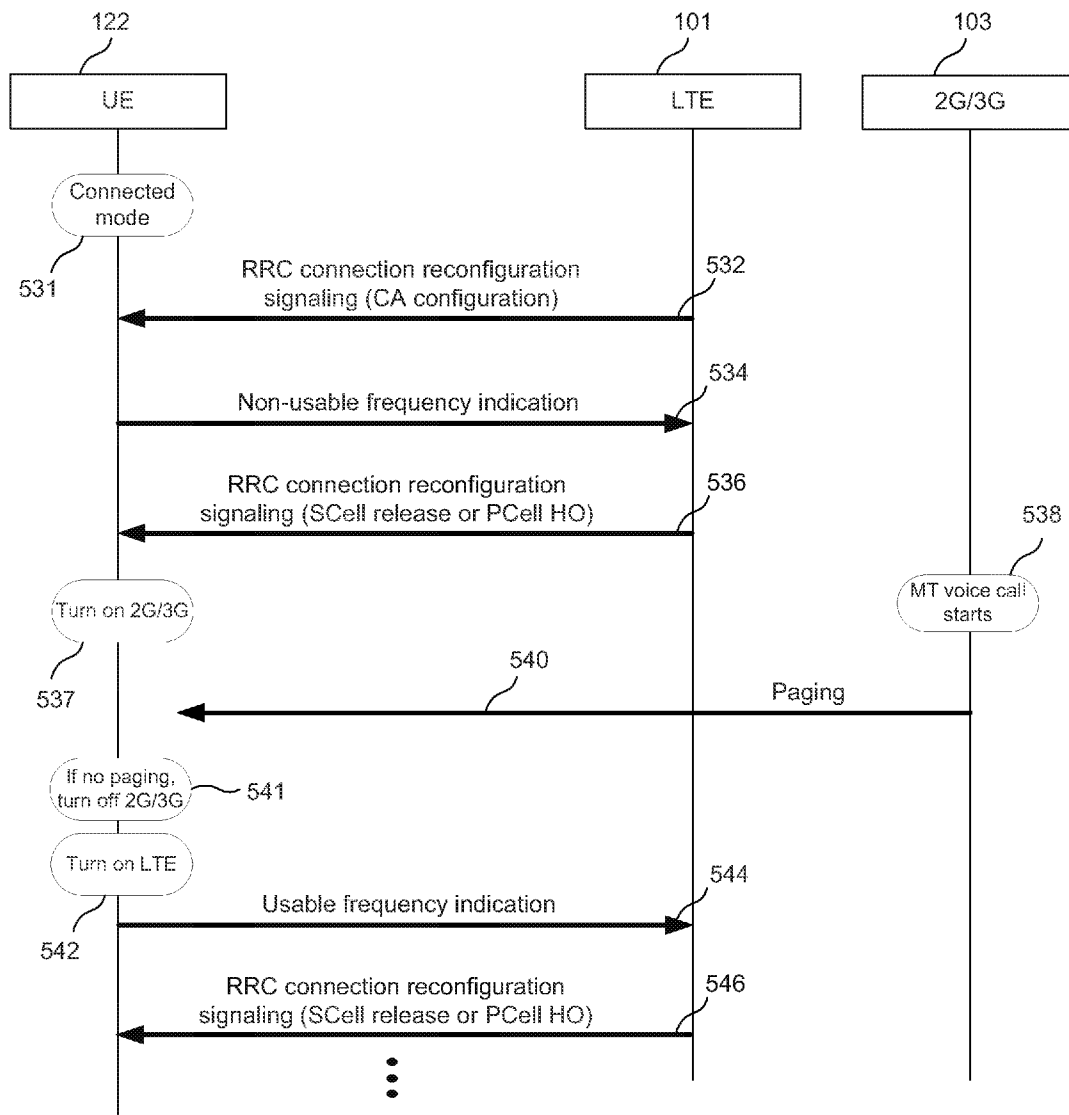 122
101
103
UE
LTE
2G/3G
Connected
mode
531
RRC connection reconfiguration
signaling (CA configuration)
532
Non-usable frequency indication
534
RRC connection reconfiguration
signaling (SCell release or PCell HO)
536
538
Turn on 2G/3G
MT voice call
starts
537
540
Paging
If no paging,
turn off 2G/3G
541
Turn on LTE
542
Usable frequency indication
544
RRC connection reconfiguration
signaling (SCell release or PCell HO)
546